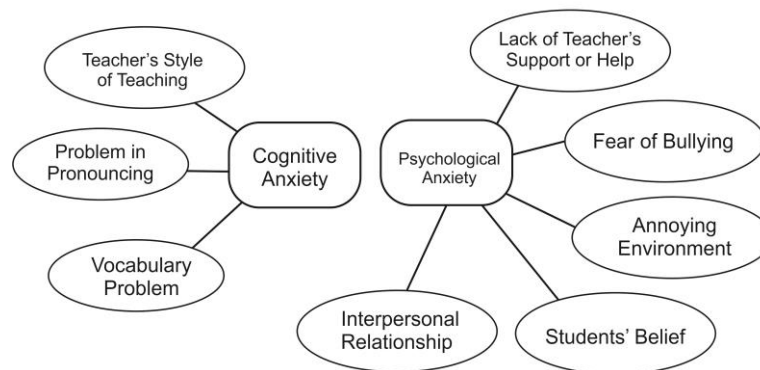 Teacher's Style
of Teaching
Problem in
Pronouncing
Vocabulary
Problem
Cognitive
Anxiety
Psychological
Anxiety
Lack of Teacher's
Support or Help
Fear of Bullying
Annoying
Environment
Students' Belief
Interpersonal
Relationship